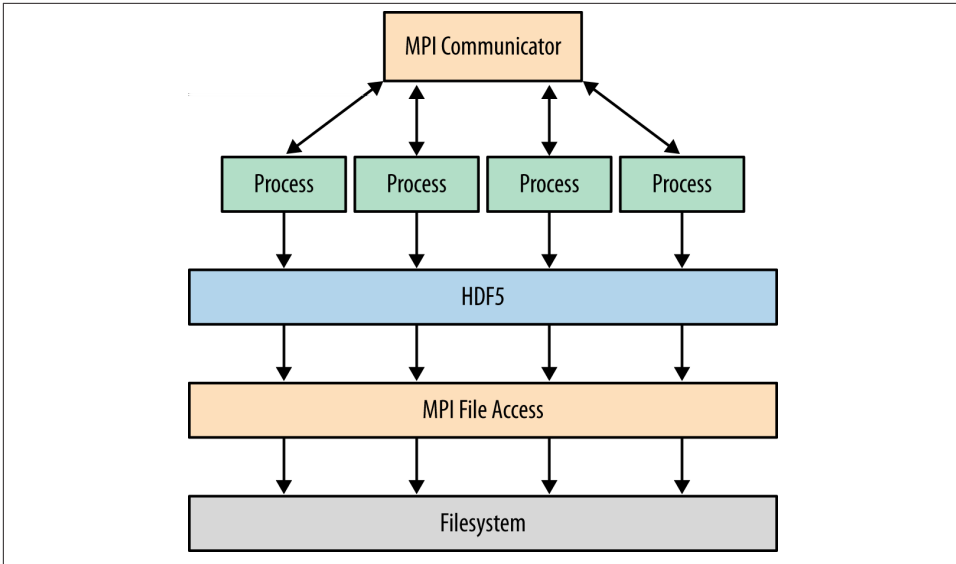 MPI Communicator
Process
Process
Process
Process
HDF5
MPI File Access
Filesystem